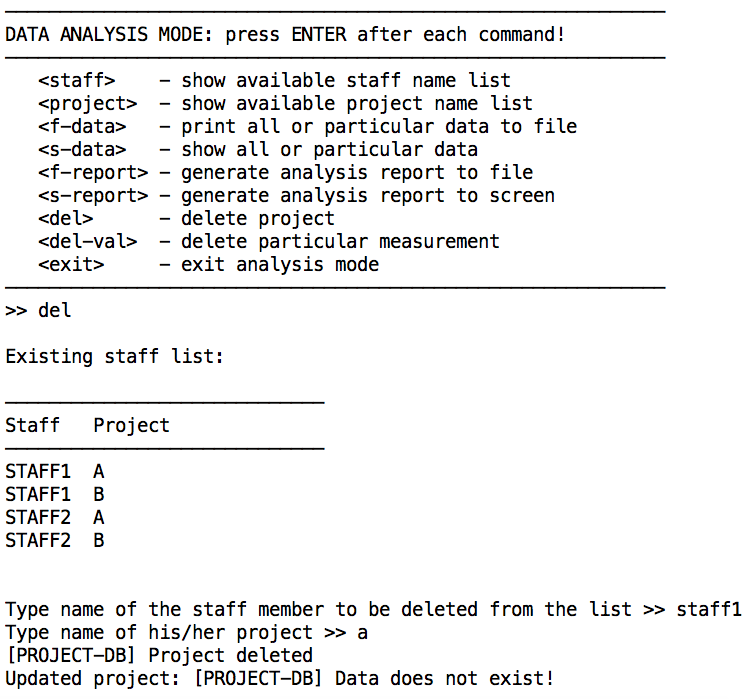 DATA ANALYSIS MODE: press ENTER after each command!
<staff> - show available staff name list
<project> - show available project name list
<f-data> - print all or particular data to file
<s-data> - show all or particular data
<f-report> - generate analysis report to file
<s-report> - generate analysis report to screen
<del> - delete project
<del-val> - delete particular measurement
<exit> - exit analysis mode
>> del
Existing staff list:
Staff Project
STAFF1 A
STAFF1 B
STAFF2 A
STAFF2 B
Type name of the staff member to be deleted from the list >> staff1
Type name of his/her project >> a
[PROJECT-DB] Project deleted
Updated project: [PROJECT-DB] Data does not exist!